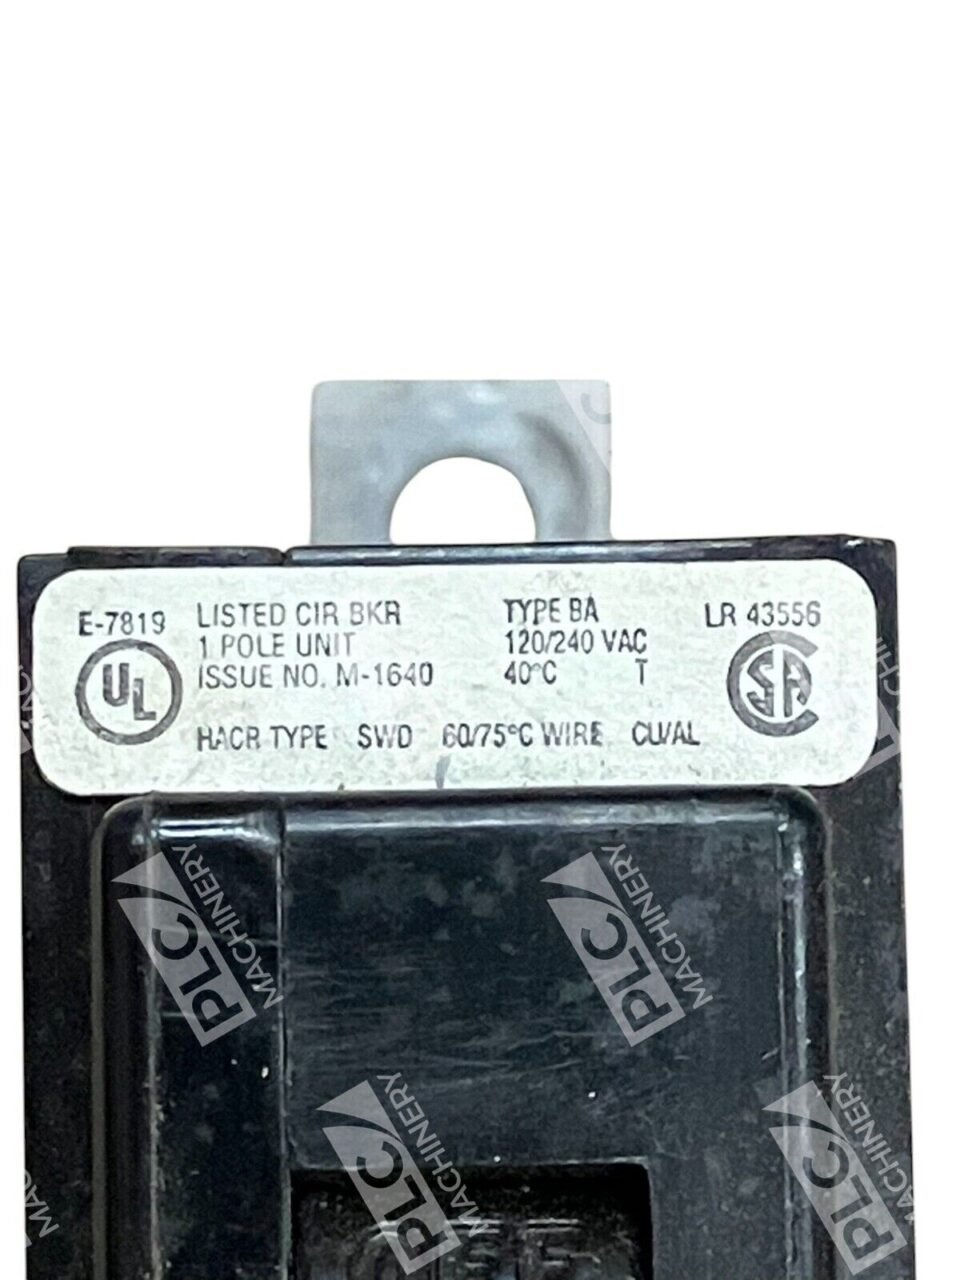 E-7819 LISTED CIR BKR TYPE BA LR 43556
1 POLE UNIT 120/240 VAC
ISSUE NO. M-1640 40°C T
UL SA
HACR TYPE SWD 60/75°C WIRE CU/AL
PLC MACHINERY
PLC MACHINERY
PLC MACHINERY
PLC MACHINERY
OFF